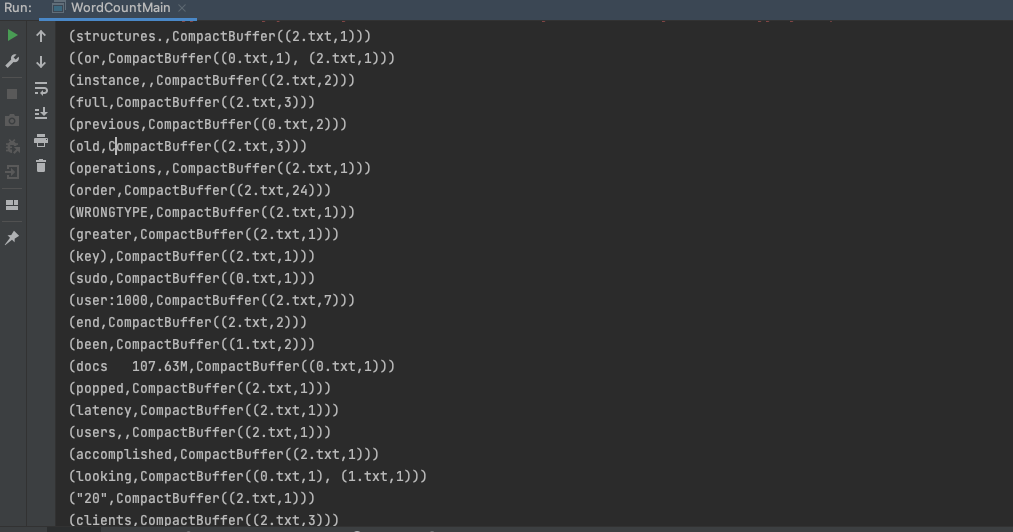 Run: WordCountMain
(structures.,CompactBuffer((2.txt,1)))
((or,CompactBuffer((0.txt,1), (2.txt,1)))
(instance,,CompactBuffer((2.txt,2)))
(full,CompactBuffer((2.txt,3)))
(previous,CompactBuffer((0.txt,2)))
(old,CompactBuffer((2.txt,3)))
(operations,,CompactBuffer((2.txt,1)))
(order,CompactBuffer((2.txt,24)))
(WRONGTYPE,CompactBuffer((2.txt,1)))
(greater,CompactBuffer((2.txt,1)))
(key),CompactBuffer((2.txt,1)))
(sudo,CompactBuffer((0.txt,1)))
(user:1000,CompactBuffer((2.txt,7)))
(end,CompactBuffer((2.txt,2)))
(been,CompactBuffer((1.txt,2)))
(docs   107.63M,CompactBuffer((0.txt,1)))
(popped,CompactBuffer((2.txt,1)))
(latency,CompactBuffer((2.txt,1)))
(users,,CompactBuffer((2.txt,1)))
(accomplished,CompactBuffer((2.txt,1)))
(looking,CompactBuffer((0.txt,1), (1.txt,1)))
("20",CompactBuffer((2.txt,1)))
(clients,CompactBuffer((2.txt,3)))